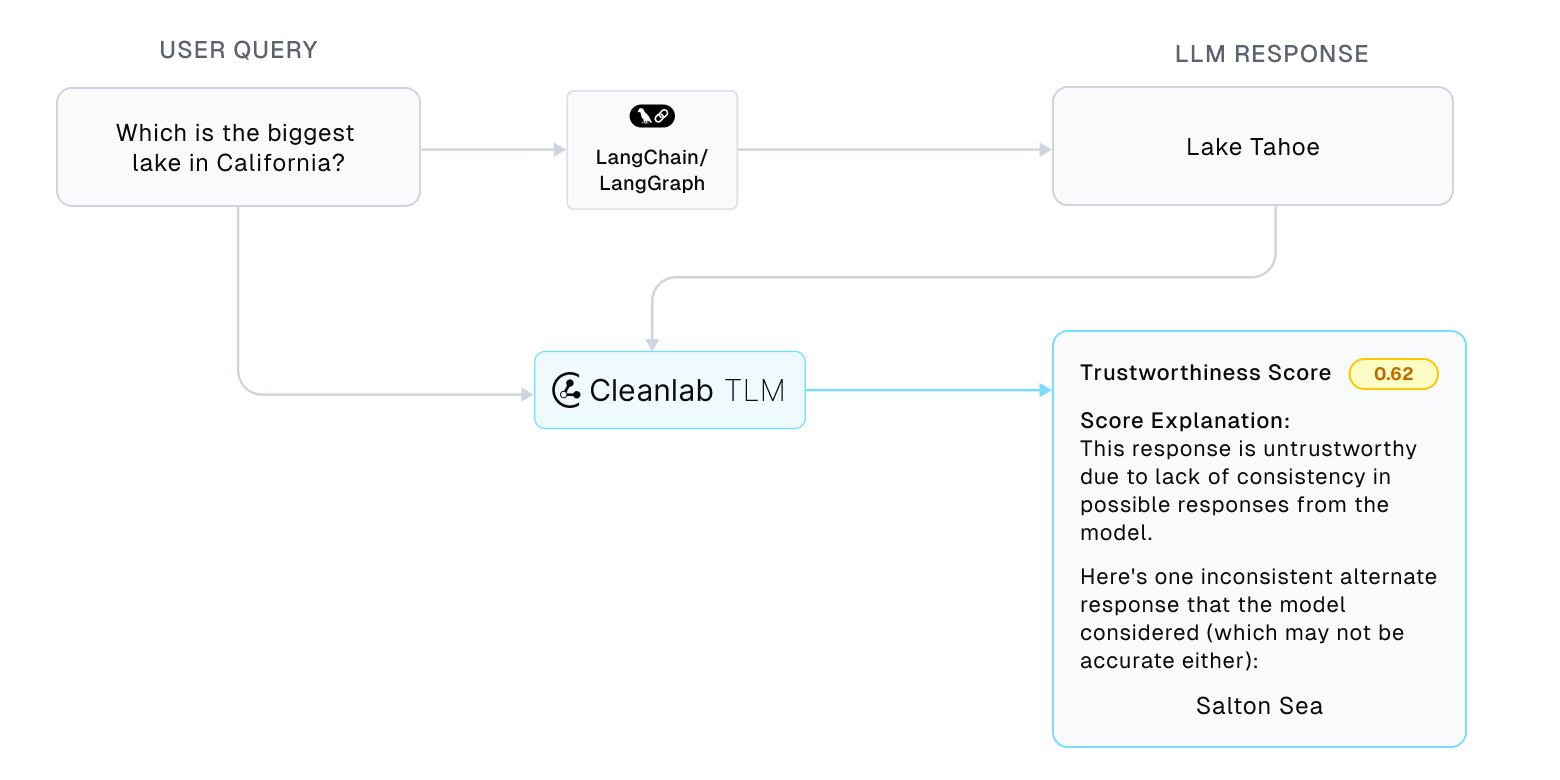 USER QUERY
LLM RESPONSE
Which is the biggest
lake in California?
LangChain/
LangGraph
Lake Tahoe
Cleanlab TLM
Trustworthiness Score 0.62
Score Explanation:
This response is untrustworthy
due to lack of consistency in
possible responses from the
model.
Here's one inconsistent alternate
response that the model
considered (which may not be
accurate either):
Salton Sea